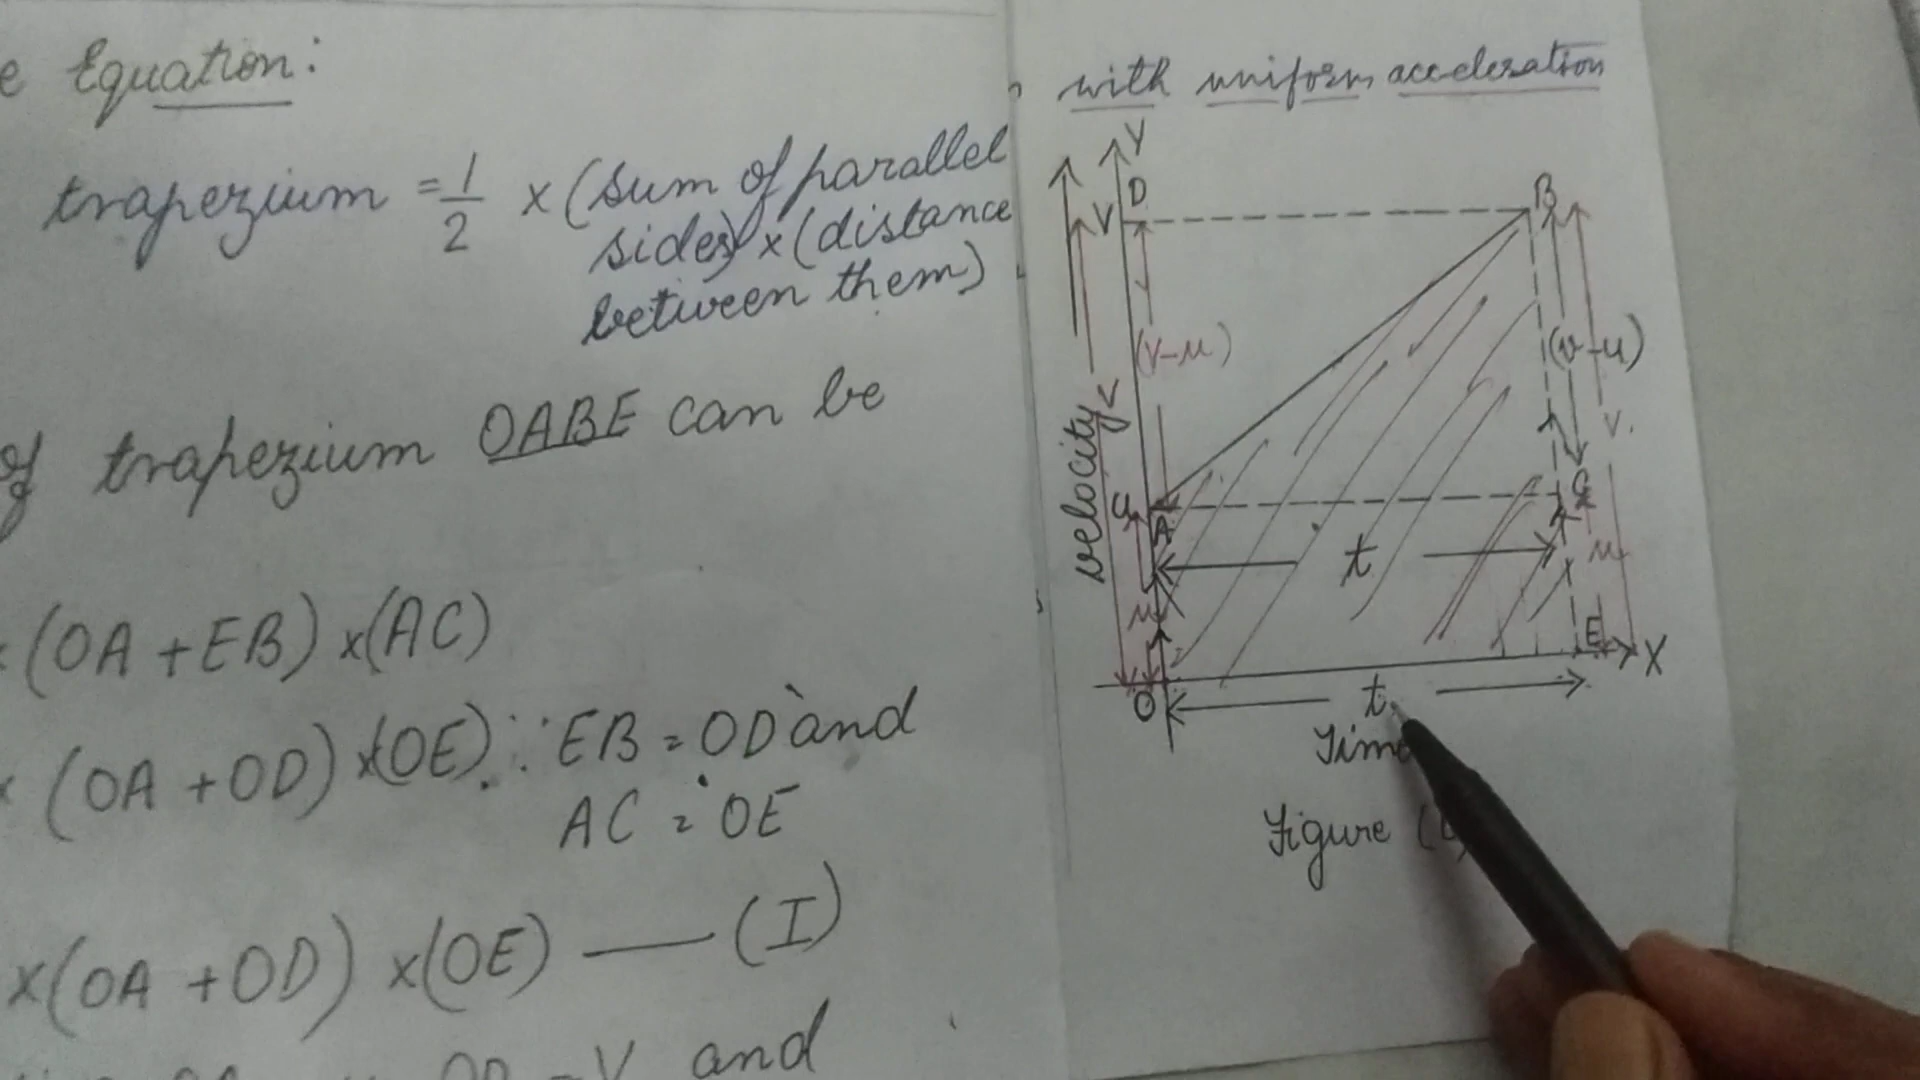 e Equation:
trapezium = 1/2 × (sum of parallel
sides) × (distance
between them)
of trapezium OABE can be
× (OA + EB) × (AC)
× (OA + OD) × (OE) ∵ EB = OD and
AC = OE
× (OA + OD) × (OE) — (I)
OD = V and
with uniform acceleration
Y
D
B
V
(v-u)
(v-u)
velocity
V
u
A
C
t
u
u
E
X
O
t
Time
Figure